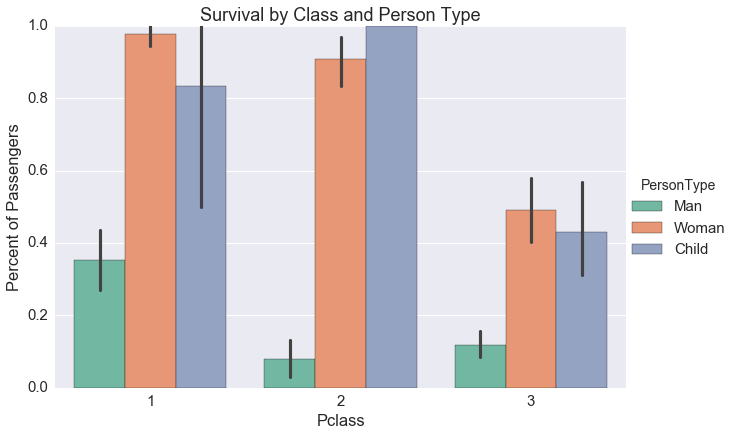 Survival by Class and Person Type
1.0
0.8
0.6
0.4
0.2
0.0
Percent of Passengers
1 2 3
Pclass
PersonType
Man
Woman
Child